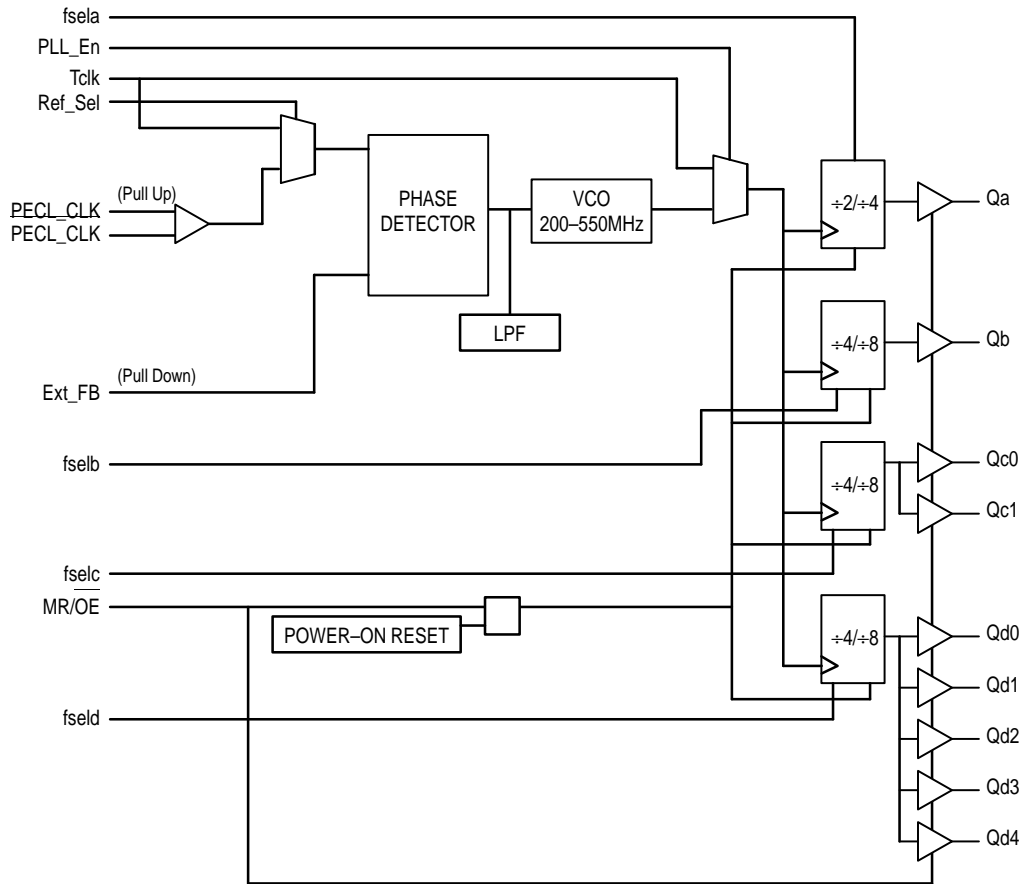 fsela
PLL_En
Tclk
Ref_Sel
(Pull Up)
PECL_CLK
PECL_CLK
PHASE
DETECTOR
VCO
200–550MHz
LPF
÷2/÷4
Qa
÷4/÷8
Qb
(Pull Down)
Ext_FB
fselb
÷4/÷8
Qc0
Qc1
fselc
MR/OE
POWER–ON RESET
÷4/÷8
Qd0
Qd1
fseld
Qd2
Qd3
Qd4